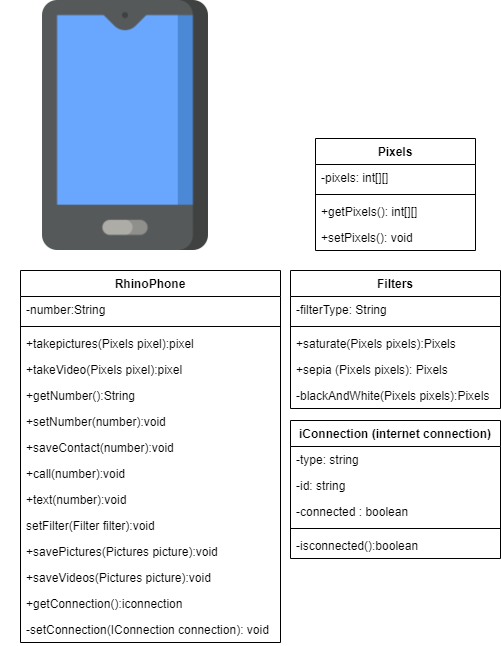 Pixels
-pixels: int[][]
+getPixels(): int[][]
+setPixels(): void
RhinoPhone
-number:String
+takepictures(Pixels pixel):pixel
+takeVideo(Pixels pixel):pixel
+getNumber():String
+setNumber(number):void
+saveContact(number):void
+call(number):void
+text(number):void
setFilter(Filter filter):void
+savePictures(Pictures picture):void
+saveVideos(Pictures picture):void
+getConnection():iconnection
-setConnection(IConnection connection): void
Filters
-filterType: String
+saturate(Pixels pixels):Pixels
+sepia (Pixels pixels): Pixels
-blackAndWhite(Pixels pixels):Pixels
iConnection (internet connection)
-type: string
-id: string
-connected : boolean
-isconnected():boolean